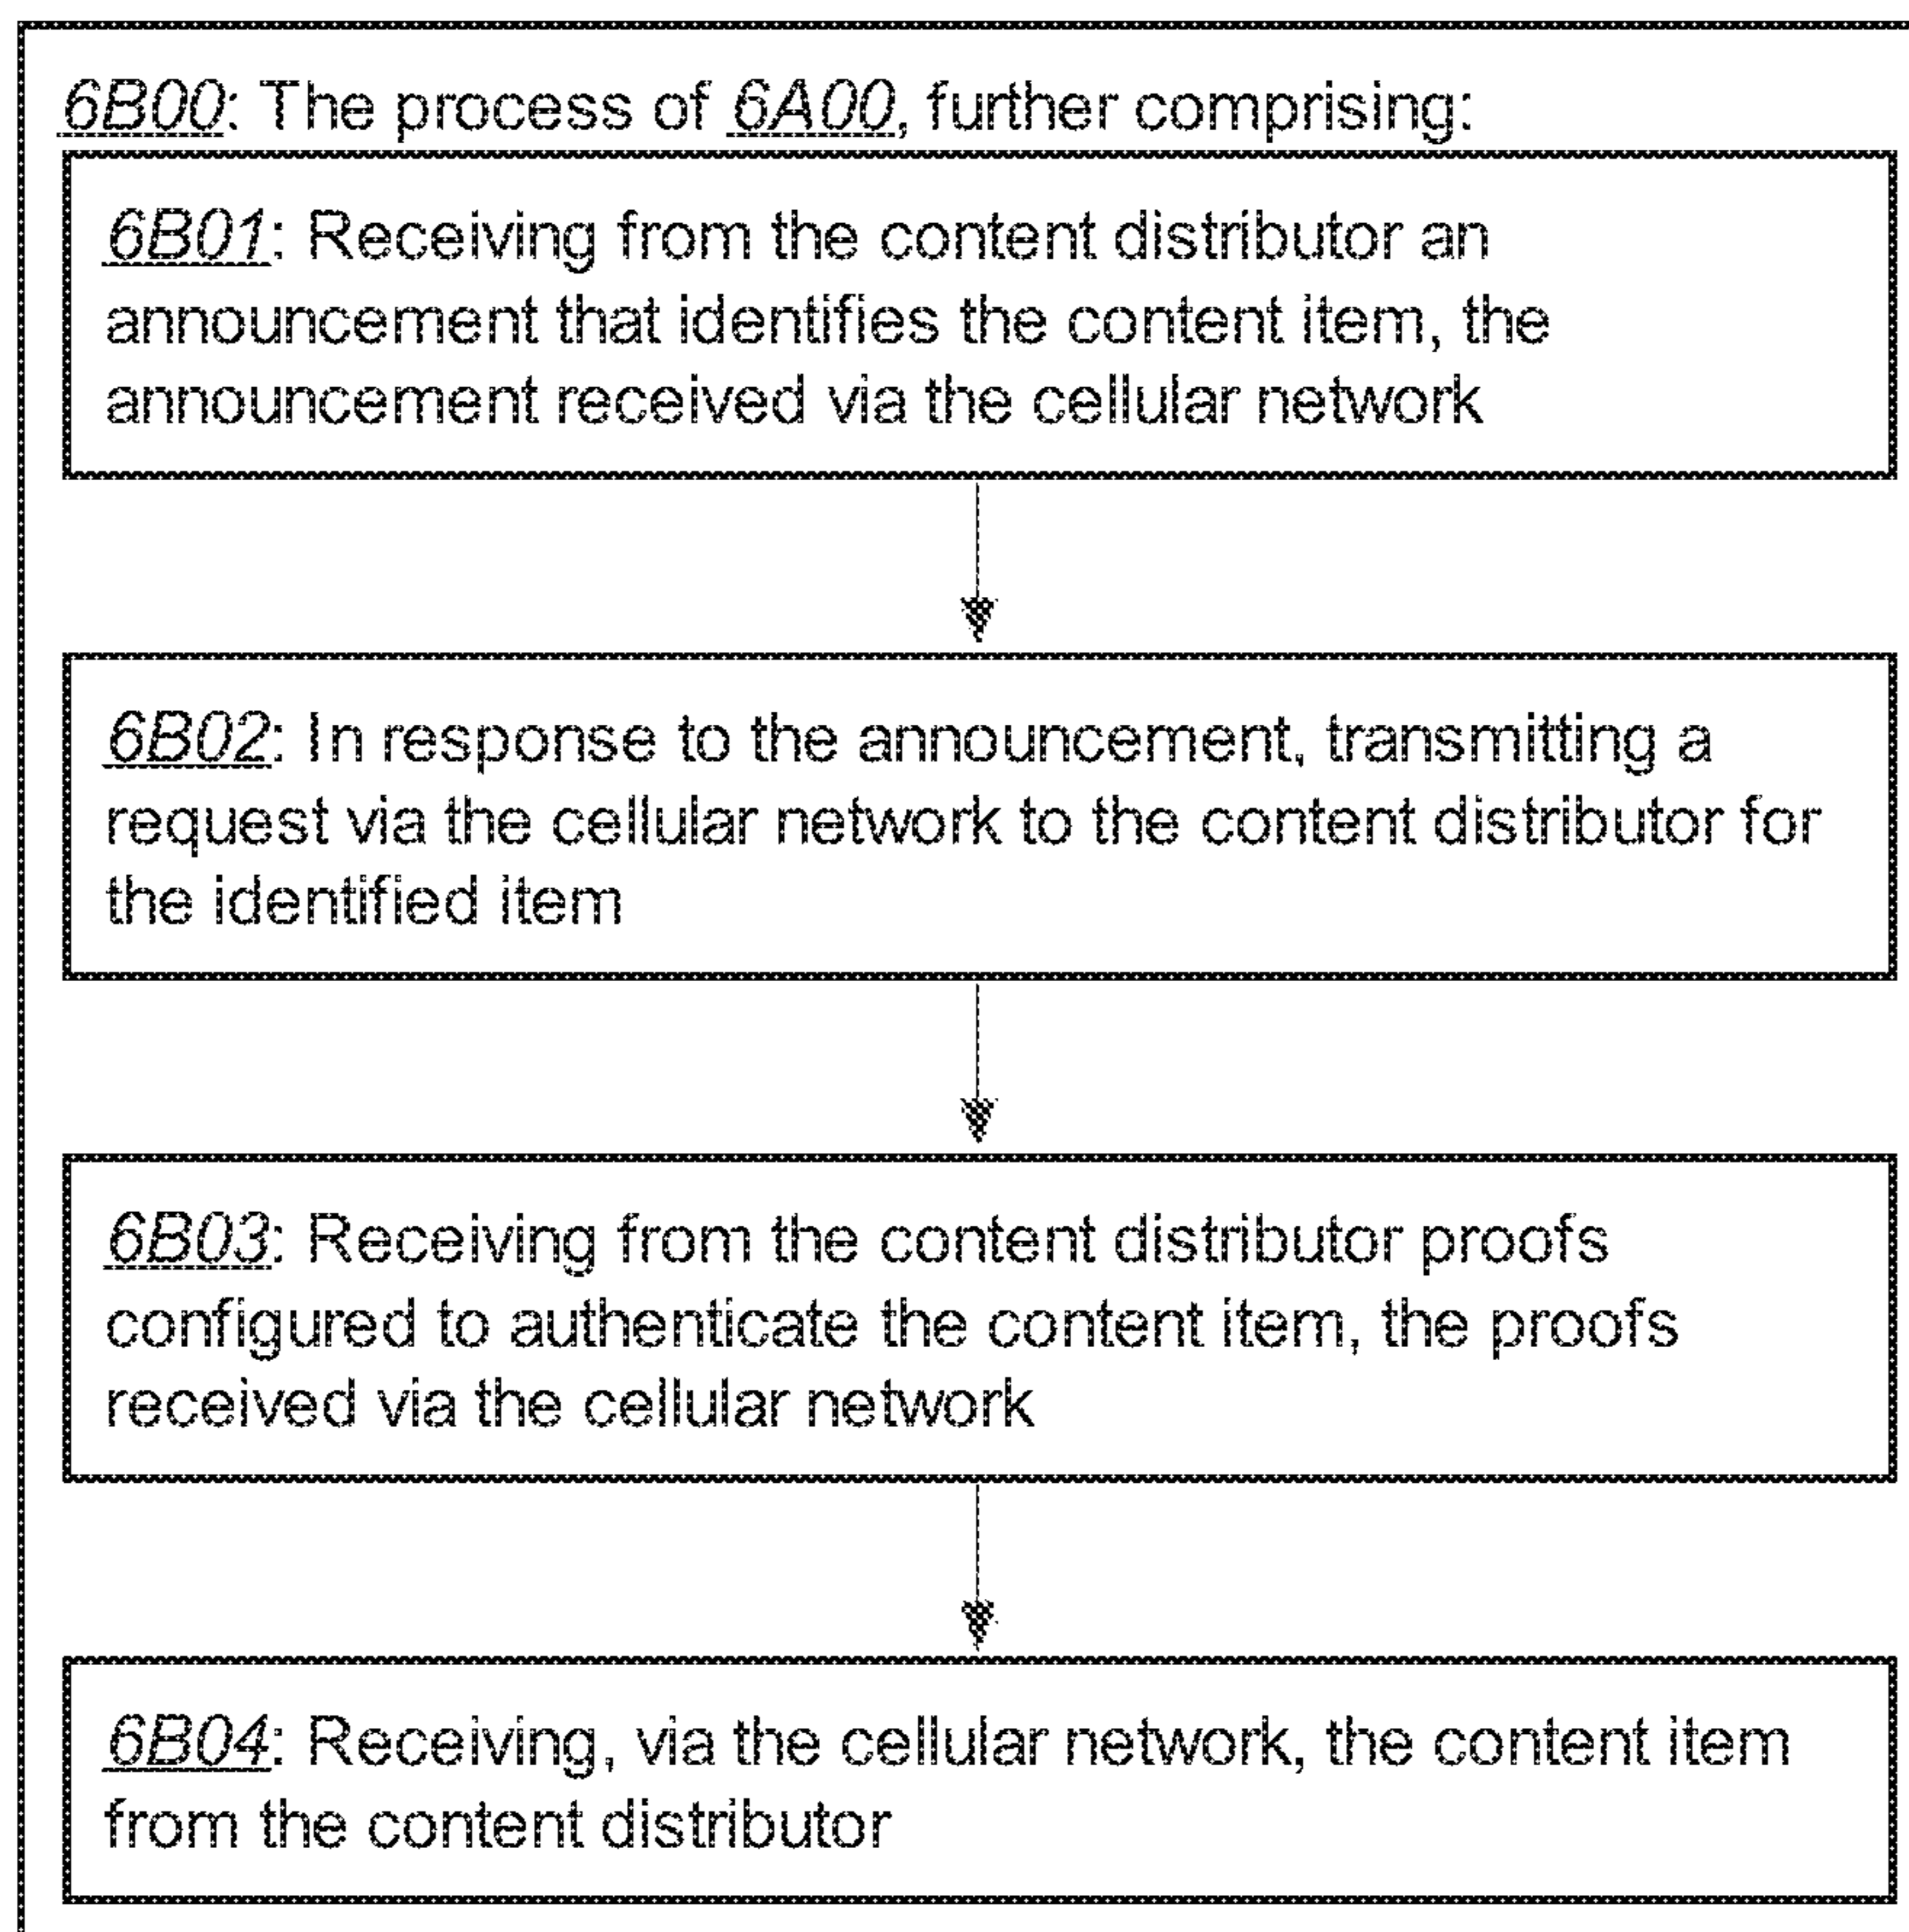 6B00: The process of 6A00, further comprising:
6B01: Receiving from the content distributor an
announcement that identifies the content item, the
announcement received via the cellular network
6B02: In response to the announcement, transmitting a
request via the cellular network to the content distributor for
the identified item
6B03: Receiving from the content distributor proofs
configured to authenticate the content item, the proofs
received via the cellular network
6B04: Receiving, via the cellular network, the content item
from the content distributor